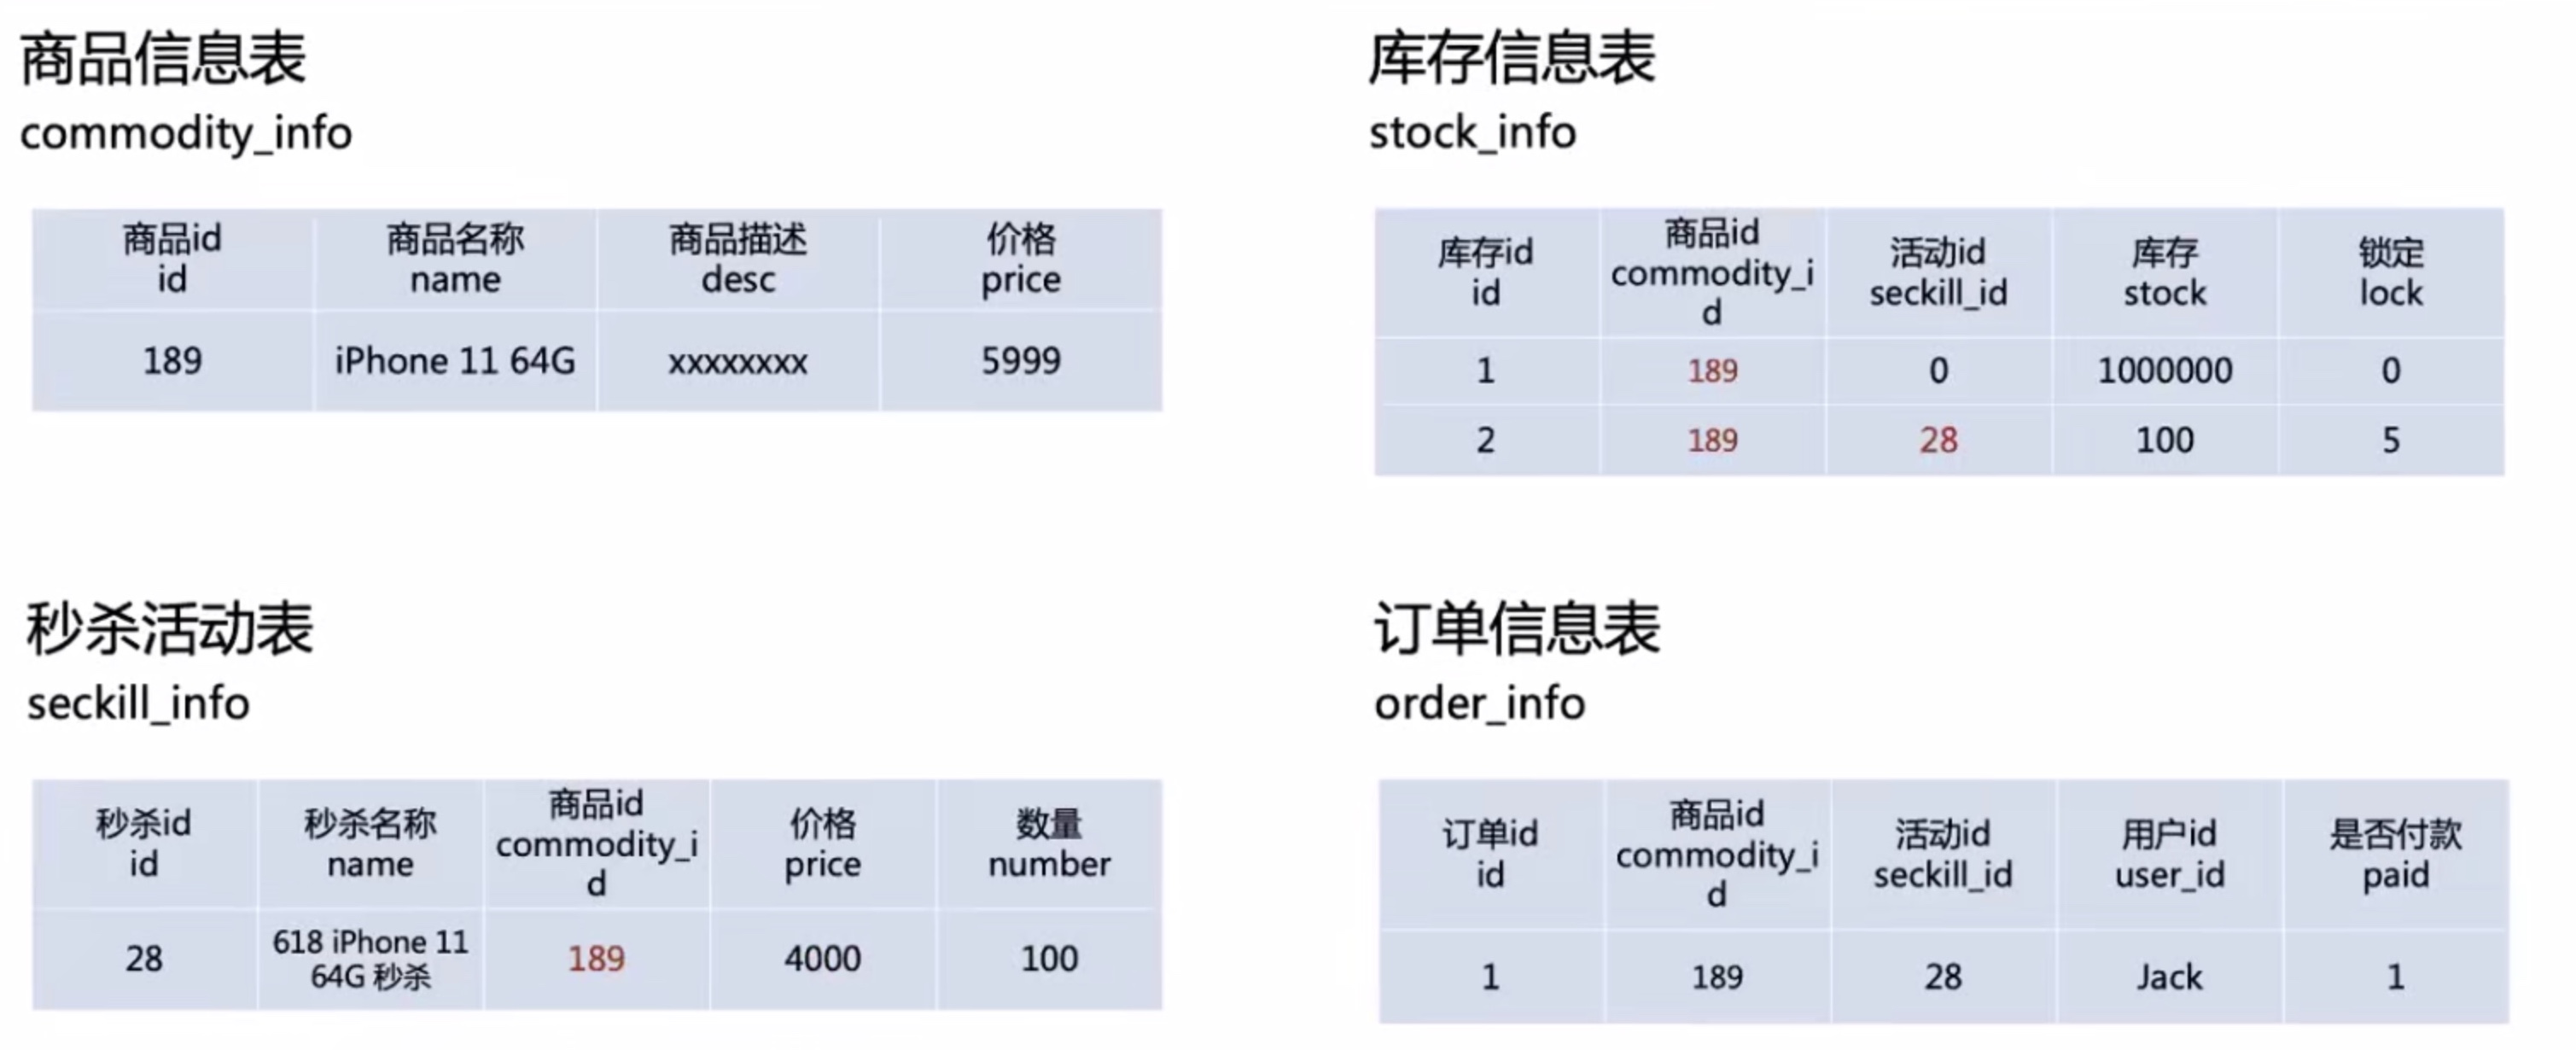 商品信息表
commodity_info
商品id
id
商品名称
name
商品描述
desc
价格
price
189
iPhone 11 64G
xxxxxxxx
5999
库存信息表
stock_info
库存id
id
商品id
commodity_i
d
活动id
seckill_id
库存
stock
锁定
lock
1
189
0
1000000
0
2
189
28
100
5
秒杀活动表
seckill_info
秒杀id
id
秒杀名称
name
商品id
commodity_i
d
价格
price
数量
number
28
618 iPhone 11
64G 秒杀
189
4000
100
订单信息表
order_info
订单id
id
商品id
commodity_i
d
活动id
seckill_id
用户id
user_id
是否付款
paid
1
189
28
Jack
1